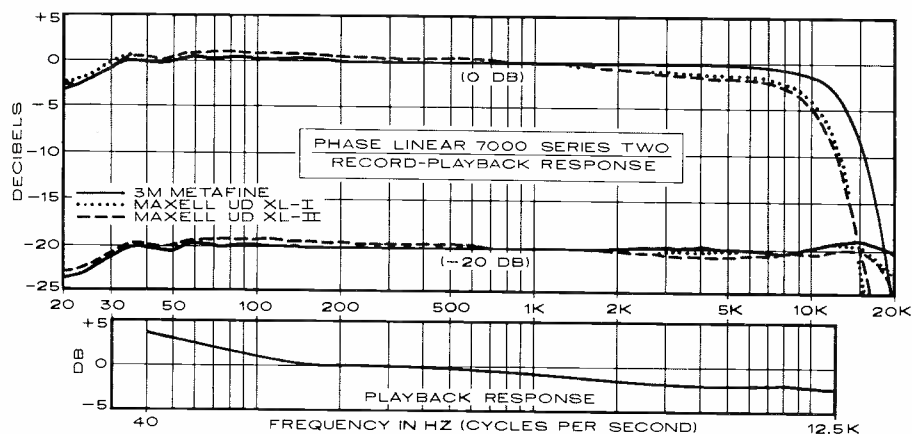 +5
0
−5
−10
−15
−20
−25
DECIBELS
(0 DB)
PHASE LINEAR 7000 SERIES TWO
RECORD-PLAYBACK RESPONSE
3M METAFINE
MAXELL UD XL-I
MAXELL UD XL-II
(−20 DB)
20 30 50 100 200 500 1K 2K 5K 10K 20K
+5
0
−5
DB
PLAYBACK RESPONSE
40 FREQUENCY IN HZ (CYCLES PER SECOND) 12.5K